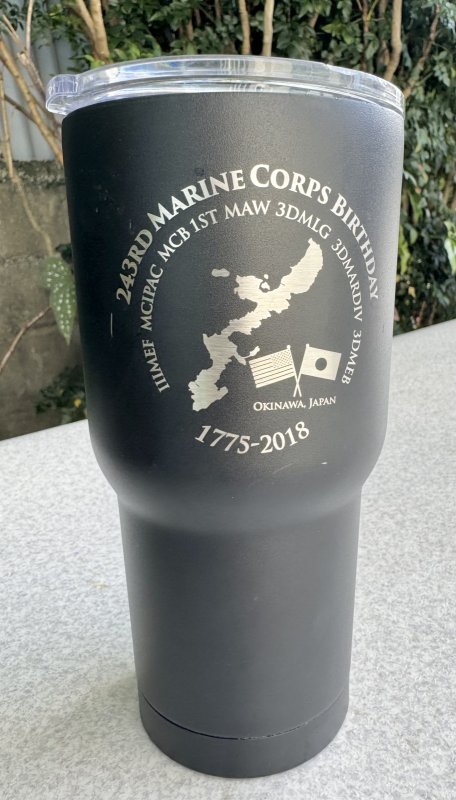 243RD MARINE CORPS BIRTHDAY
IIIMEF MCIPAC MCB 1ST MAW 3DMLG 3DMARDIV 3DMEB
OKINAWA, JAPAN
1775-2018